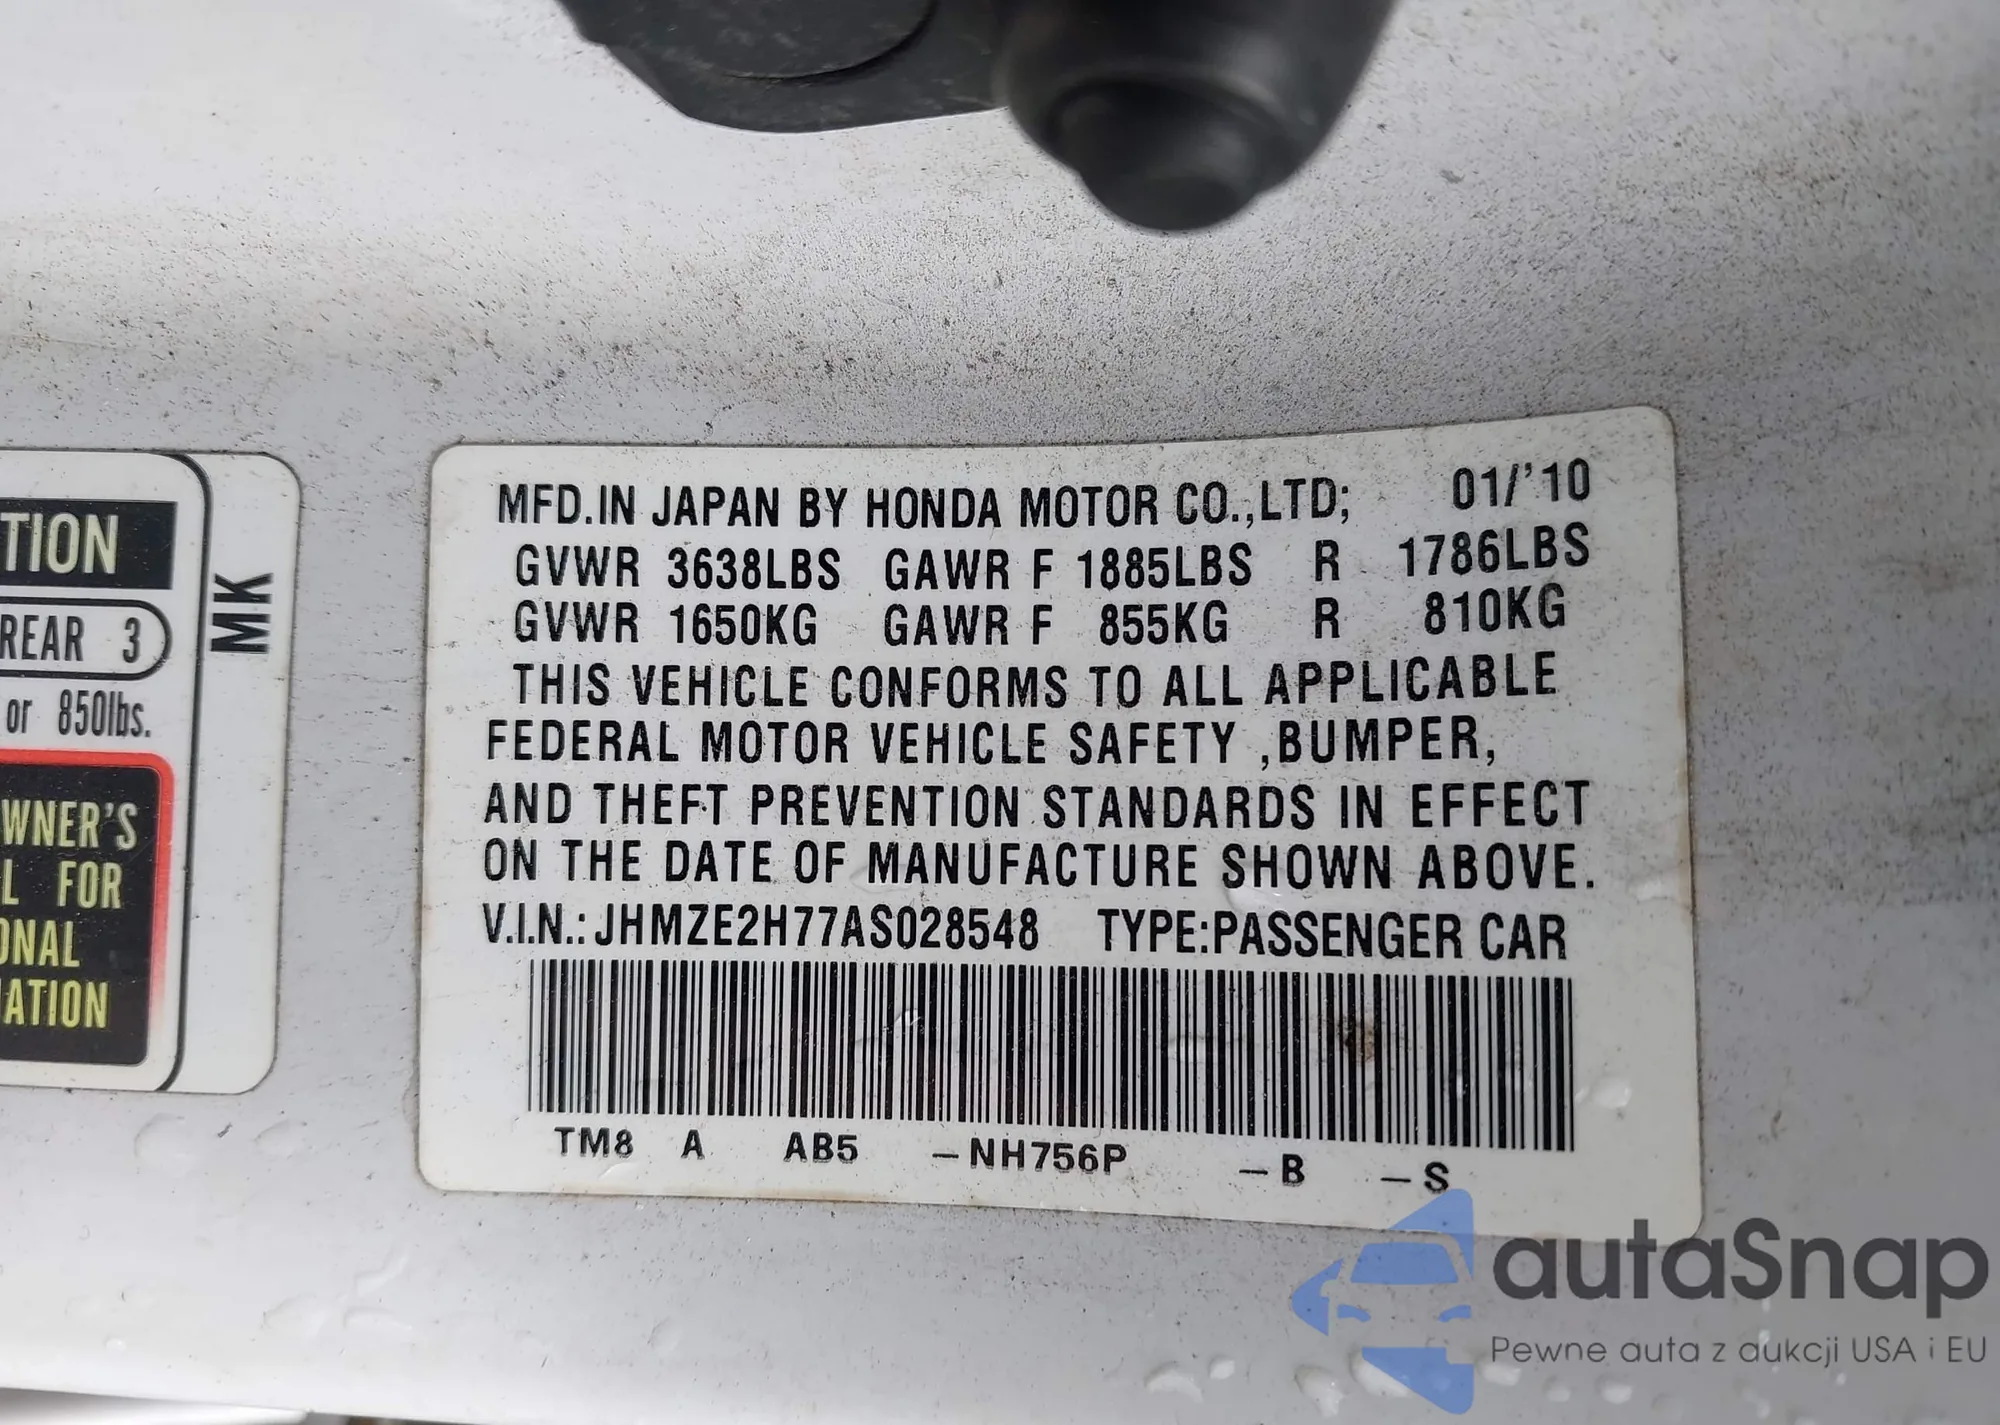 TION
REAR 3
or 850lbs.
WNER'S
L FOR
ONAL
ATION
MK
MFD.IN JAPAN BY HONDA MOTOR CO.,LTD; 01/'10
GVWR 3638LBS GAWR F 1885LBS R 1786LBS
GVWR 1650KG GAWR F 855KG R 810KG
THIS VEHICLE CONFORMS TO ALL APPLICABLE
FEDERAL MOTOR VEHICLE SAFETY ,BUMPER,
AND THEFT PREVENTION STANDARDS IN EFFECT
ON THE DATE OF MANUFACTURE SHOWN ABOVE.
V.I.N.: JHMZE2H77AS028548 TYPE:PASSENGER CAR
TM8 A AB5 -NH756P -B -S
autaSnap
Pewne auta z aukcji USA i EU